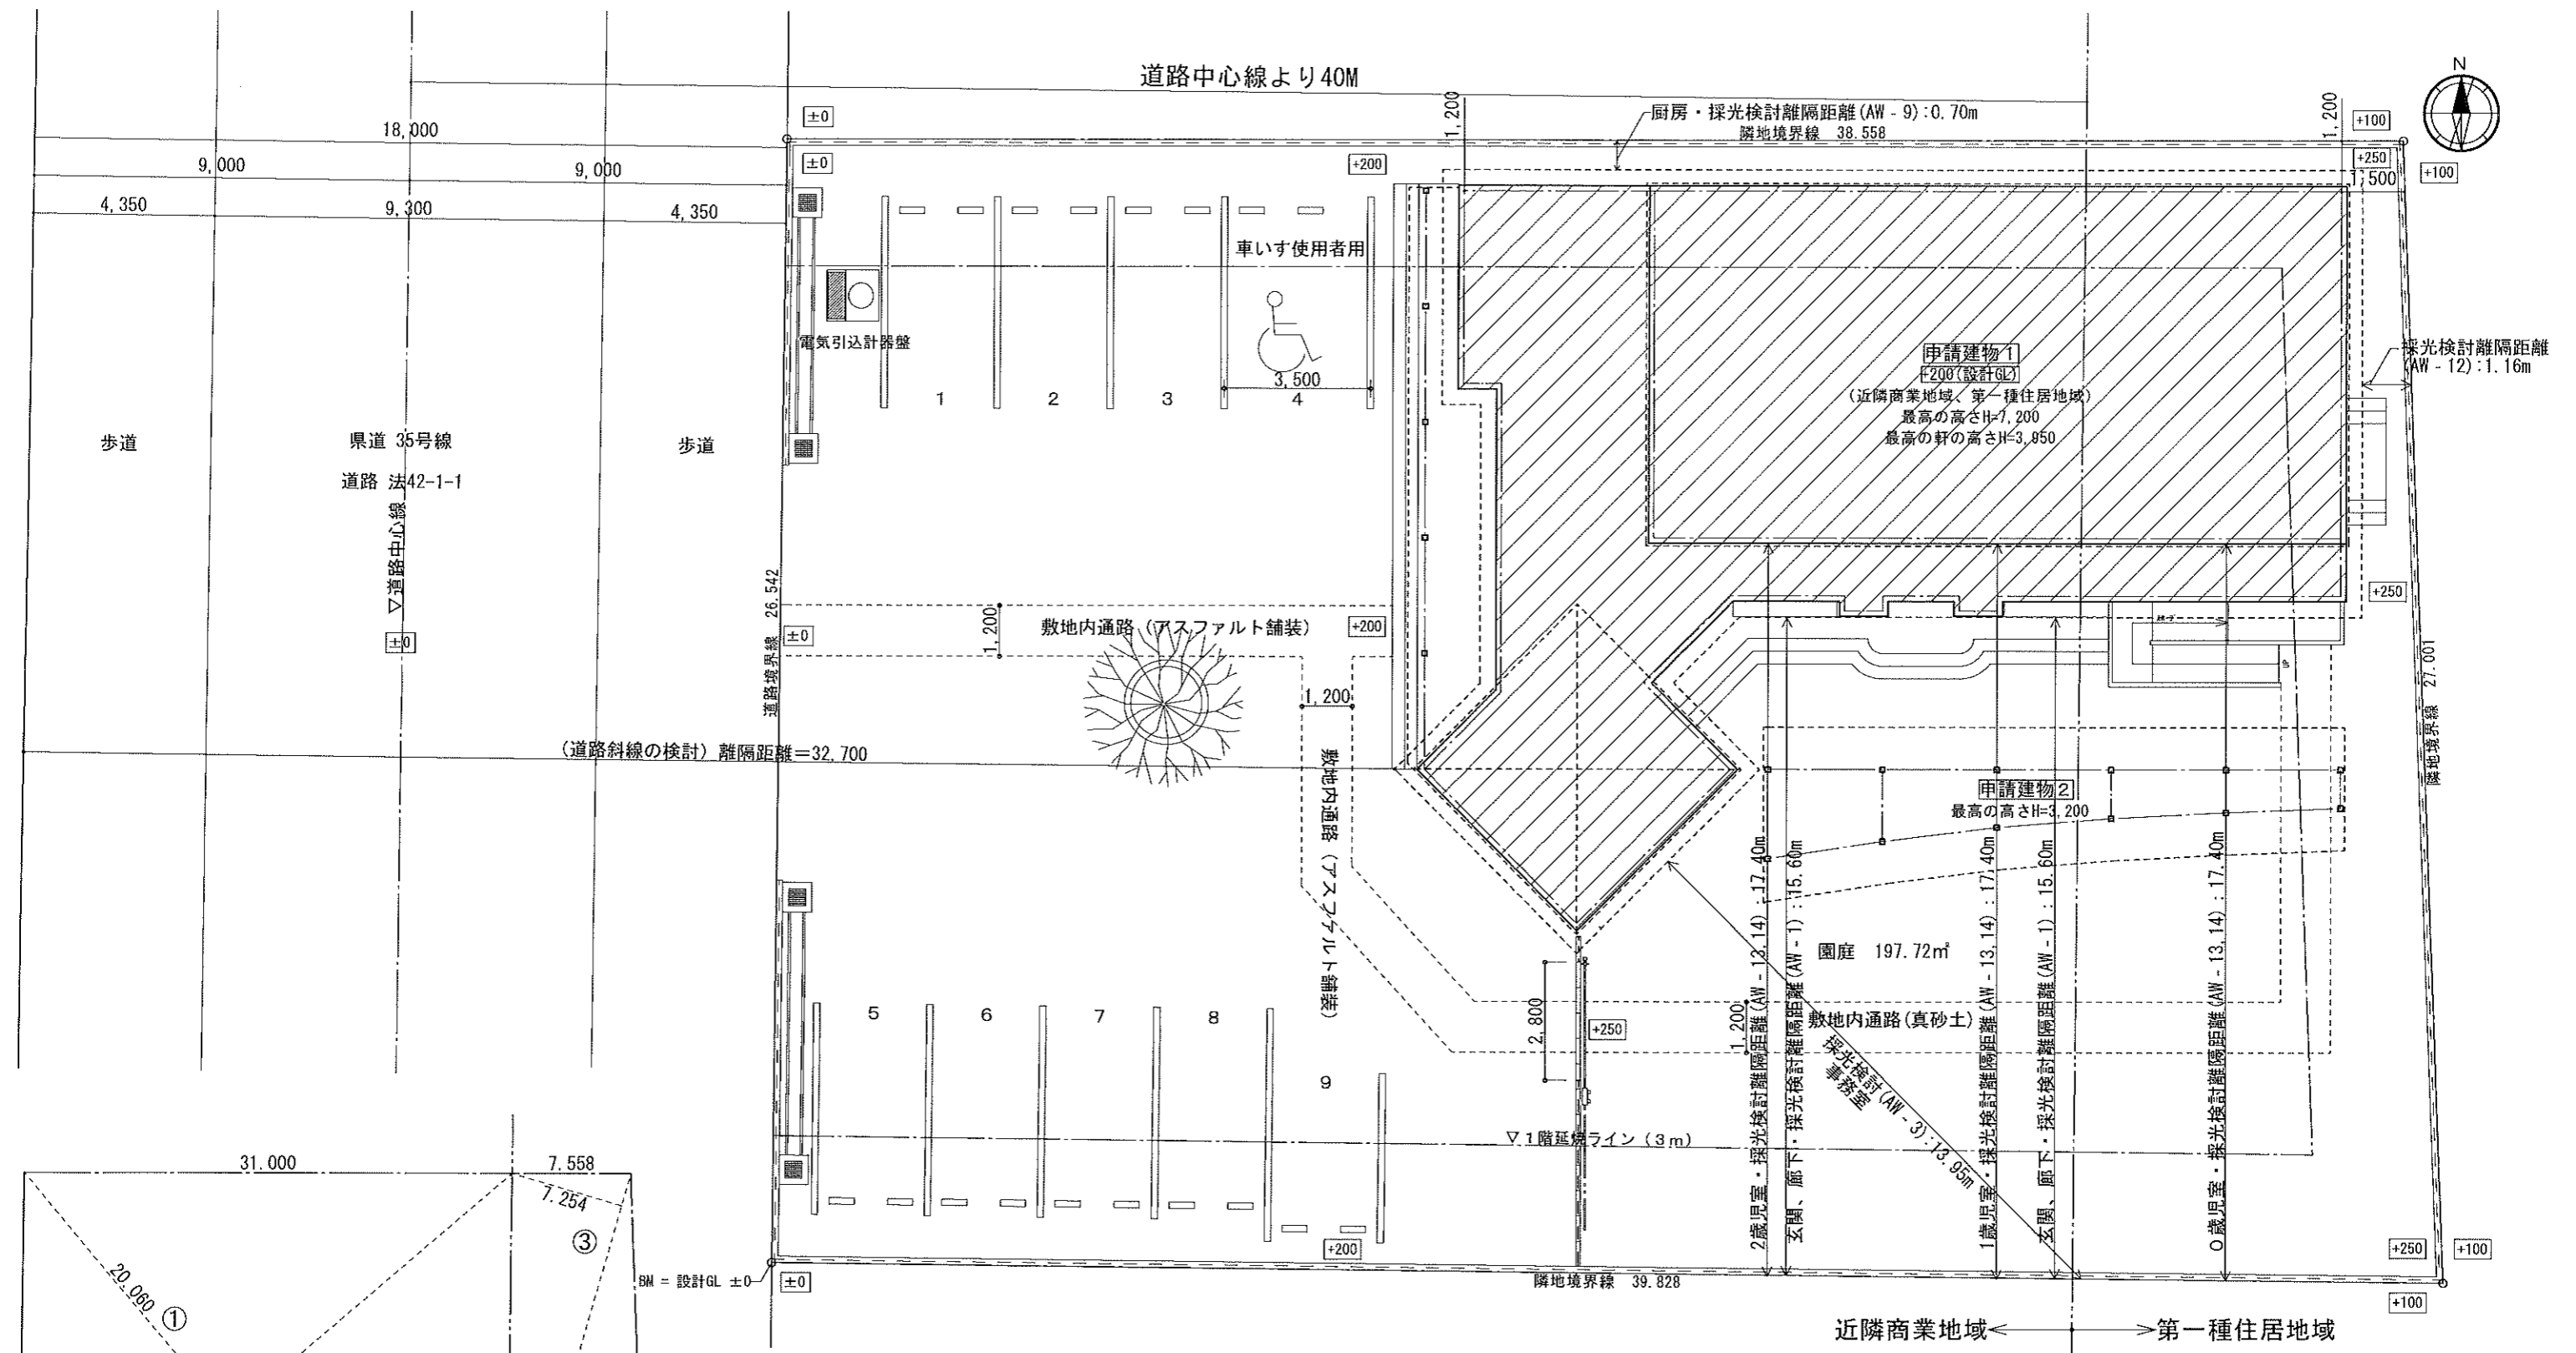 道路中心線より40M
N
18,000
±0
厨房・採光検討離隔距離(AW-9):0.70m
隣地境界線 38.558
1,200
1,200
+100
9,000
9,000
±0
+200
+250
+100
1,500
4,350
9,300
4,350
車いす使用者用
電気引込計器盤
3,500
1
2
3
4
申請建物1
+200(設計GL)
(近隣商業地域、第一種住居地域)
最高の高さH=7,200
最高の軒の高さH=3,950
採光検討離隔距離
(AW-12):1.16m
歩道
県道 35号線
歩道
道路 法42-1-1
▽道路中心線
±0
道路境界線 26.542
±0
1,200
敷地内通路(アスファルト舗装)
+200
+250
1,200
隣地境界線 27.001
(道路斜線の検討)離隔距離=32,700
敷地内通路(アスファルト舗装)
申請建物2
最高の高さH=3,200
園庭 197.72㎡
2歳児室・採光検討離隔距離(AW-13,14):17.40m
玄関、廊下・採光検討離隔距離(AW-1):15.60m
1歳児室・採光検討離隔距離(AW-13,14):17.40m
玄関、廊下・採光検討離隔距離(AW-1):15.60m
0歳児室・採光検討離隔距離(AW-13,14):17.40m
5
6
7
8
9
2,800
+250
1,200
敷地内通路(真砂土)
採光検討(AW-3):13.95m
事務室
▽1階延焼ライン(3m)
31.000
7.558
7.254
③
20.060
①
BM = 設計GL ±0
±0
+200
隣地境界線 39.828
+250
+100
+100
近隣商業地域
第一種住居地域